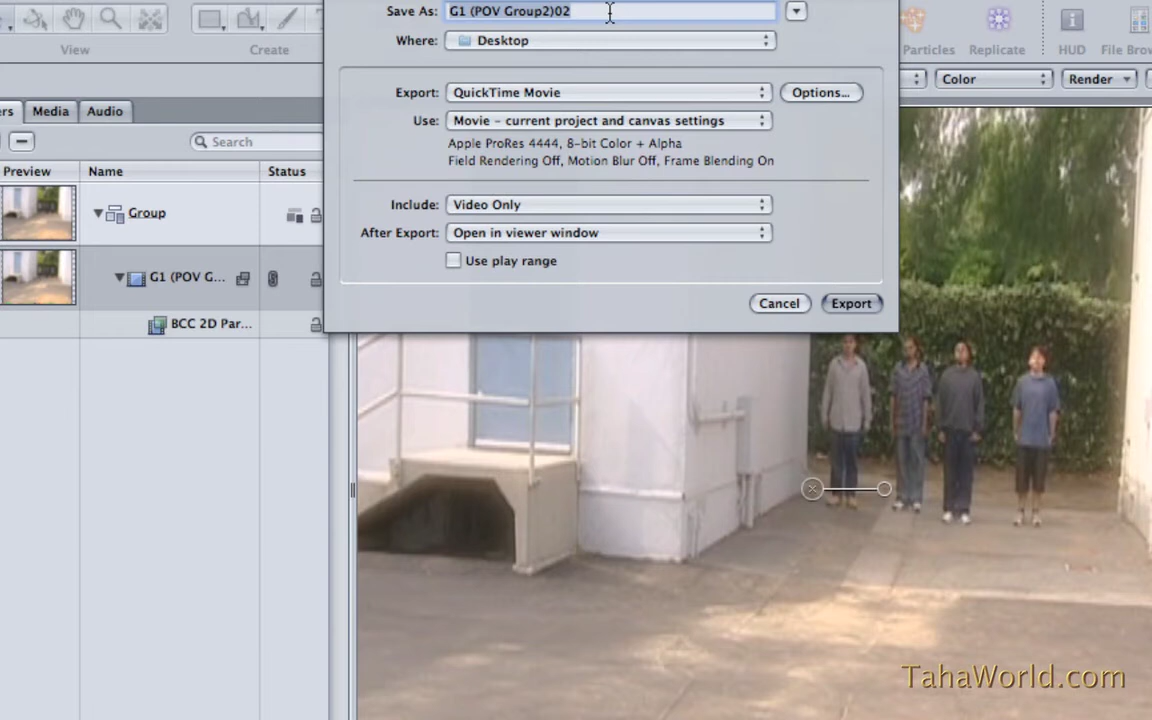 Save As: G1 (POV Group2)02
Where: Desktop
View
Create
Particles
Replicate
HUD
File Brow
Export: QuickTime Movie
Options...
Color
Render
Use: Movie – current project and canvas settings
ers
Media
Audio
Apple ProRes 4444, 8-bit Color + Alpha
Search
Field Rendering Off, Motion Blur Off, Frame Blending On
Preview
Name
Status
Include: Video Only
Group
After Export: Open in viewer window
Use play range
G1 (POV G...
Cancel
Export
BCC 2D Par...
TahaWorld.com